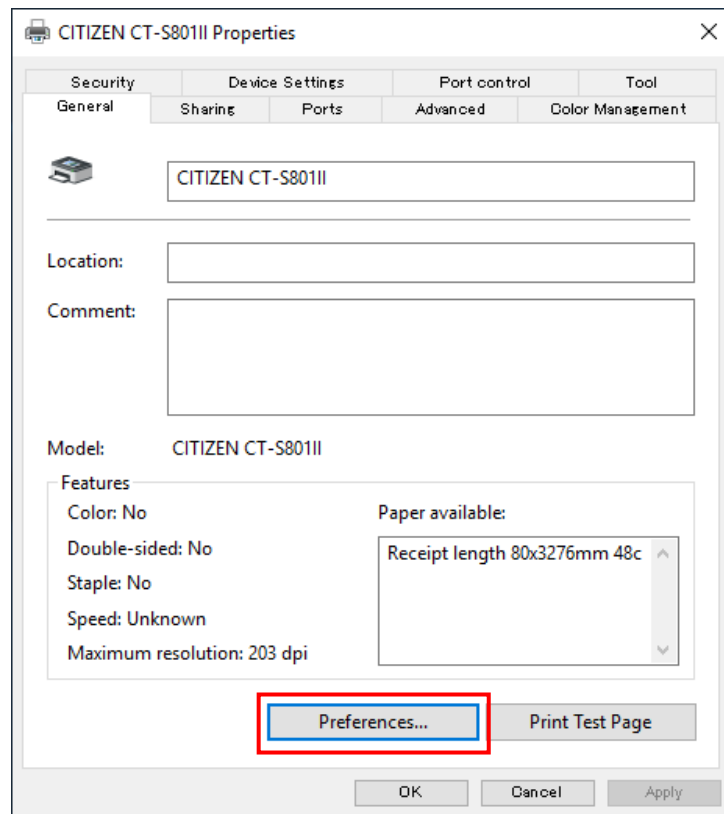 CITIZEN CT-S801II Properties
Security Device Settings Port control Tool
General Sharing Ports Advanced Color Management
CITIZEN CT-S801II
Location:
Comment:
Model: CITIZEN CT-S801II
Features
Color: No
Double-sided: No
Staple: No
Speed: Unknown
Maximum resolution: 203 dpi
Paper available:
Receipt length 80x3276mm 48c
Preferences... Print Test Page
OK Cancel Apply